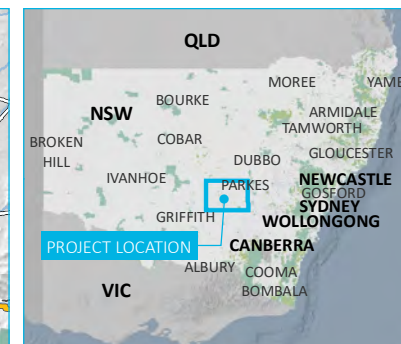 QLD
MOREE
YAMB
BOURKE
NSW
ARMIDALE
TAMWORTH
BROKEN
HILL
COBAR
GLOUCESTER
DUBBO
IVANHOE
NEWCASTLE
PARKES
GOSFORD
SYDNEY
GRIFFITH
WOLLONGONG
PROJECT LOCATION
CANBERRA
ALBURY
COOMA
VIC
BOMBALA